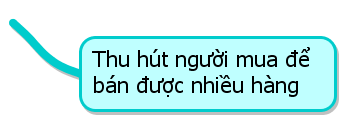 Thu hút người mua để
bán được nhiều hàng